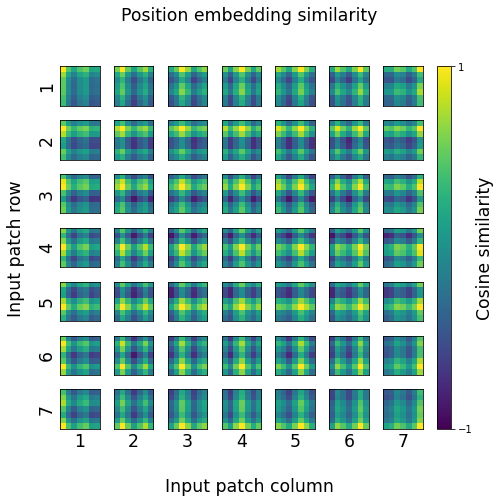 Position embedding similarity
1
2
3
4
5
6
7
Input patch row
1 2 3 4 5 6 7
Input patch column
1
−1
Cosine similarity